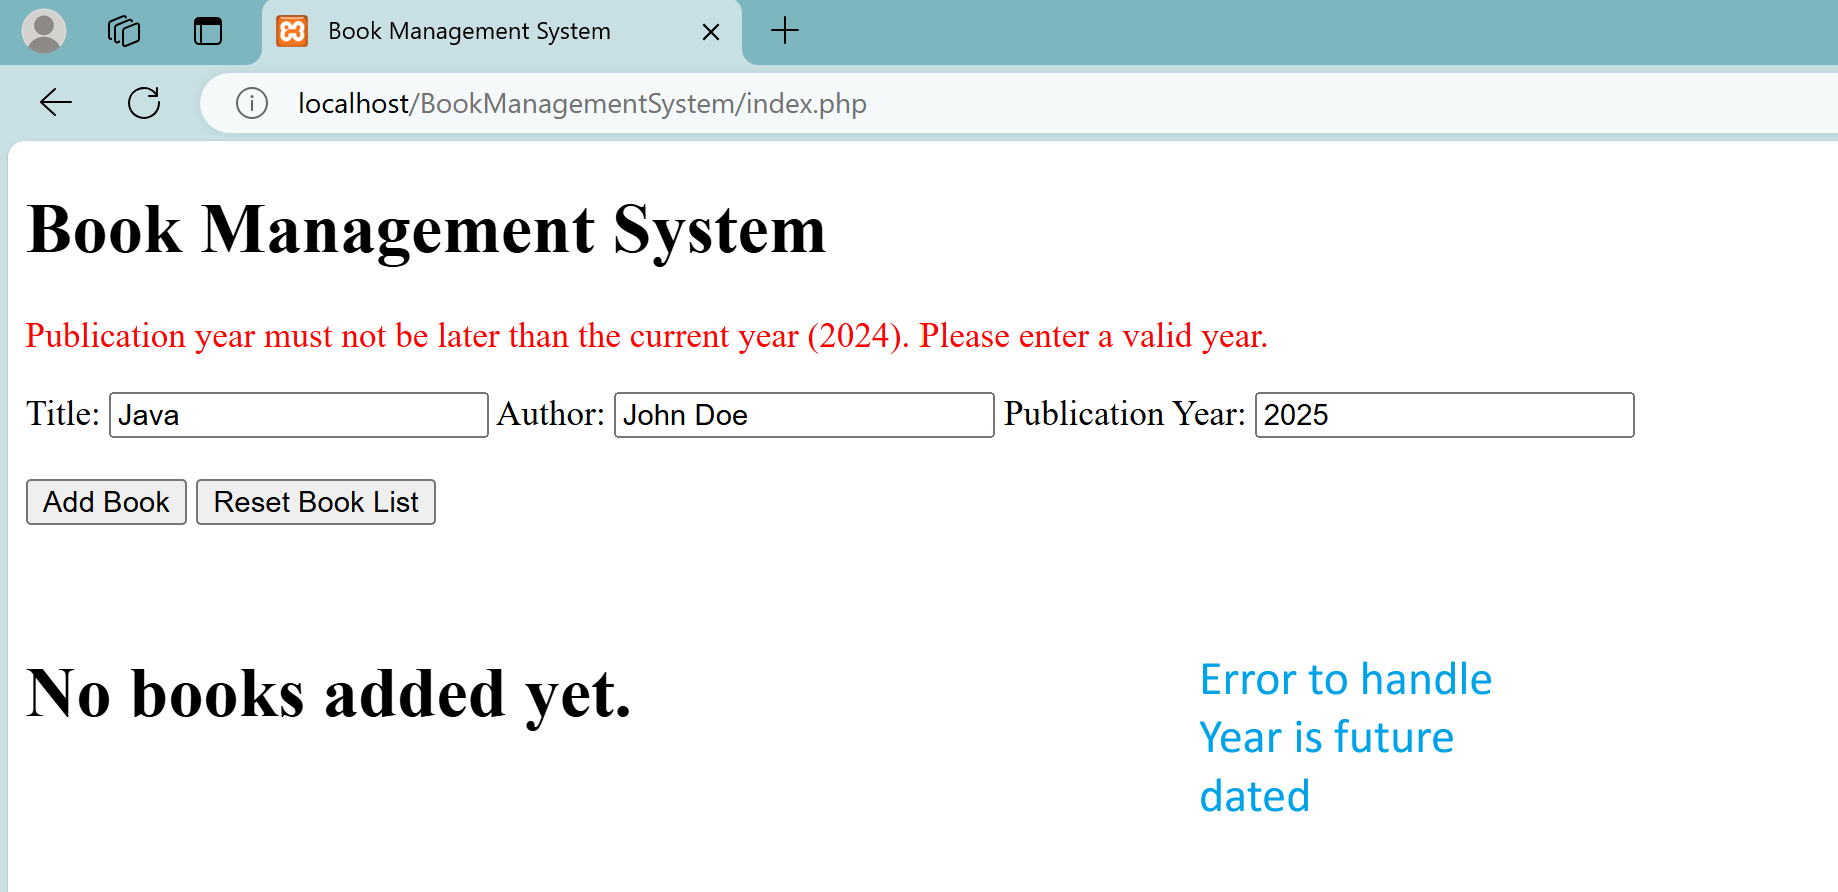 Book Management System
localhost/BookManagementSystem/index.php
Book Management System
Publication year must not be later than the current year (2024). Please enter a valid year.
Title: Java Author: John Doe Publication Year: 2025
Add Book Reset Book List
No books added yet.
Error to handle
Year is future
dated